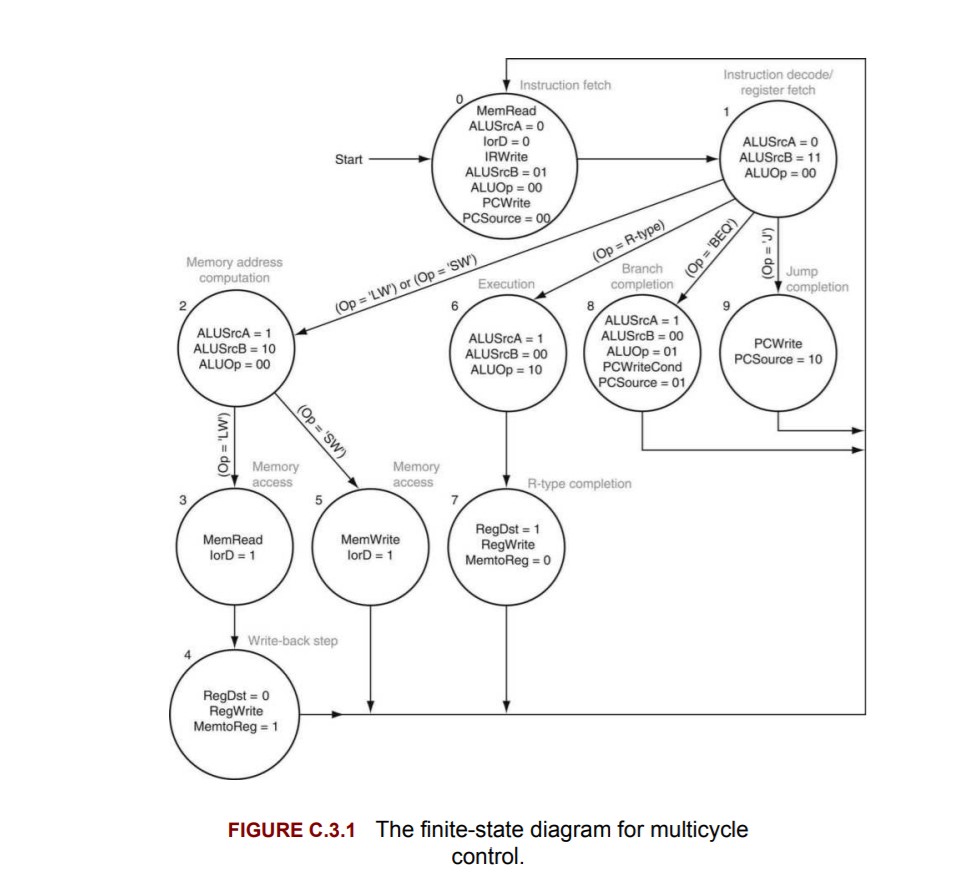 Instruction fetch
Instruction decode/
register fetch
0
MemRead
ALUSrcA = 0
IorD = 0
IRWrite
ALUSrcB = 01
ALUOp = 00
PCWrite
PCSource = 00
Start
1
ALUSrcA = 0
ALUSrcB = 11
ALUOp = 00
(Op = 'LW') or (Op = 'SW')
(Op = R-type)
(Op = 'BEQ')
(Op = 'J')
Memory address
computation
2
ALUSrcA = 1
ALUSrcB = 10
ALUOp = 00
Execution
6
ALUSrcA = 1
ALUSrcB = 00
ALUOp = 10
Branch
completion
8
ALUSrcA = 1
ALUSrcB = 00
ALUOp = 01
PCWriteCond
PCSource = 01
Jump
completion
9
PCWrite
PCSource = 10
(Op = 'LW')
(Op = 'SW')
Memory
access
3
MemRead
IorD = 1
Memory
access
5
MemWrite
IorD = 1
R-type completion
7
RegDst = 1
RegWrite
MemtoReg = 0
Write-back step
4
RegDst = 0
RegWrite
MemtoReg = 1
FIGURE C.3.1 The finite-state diagram for multicycle
control.